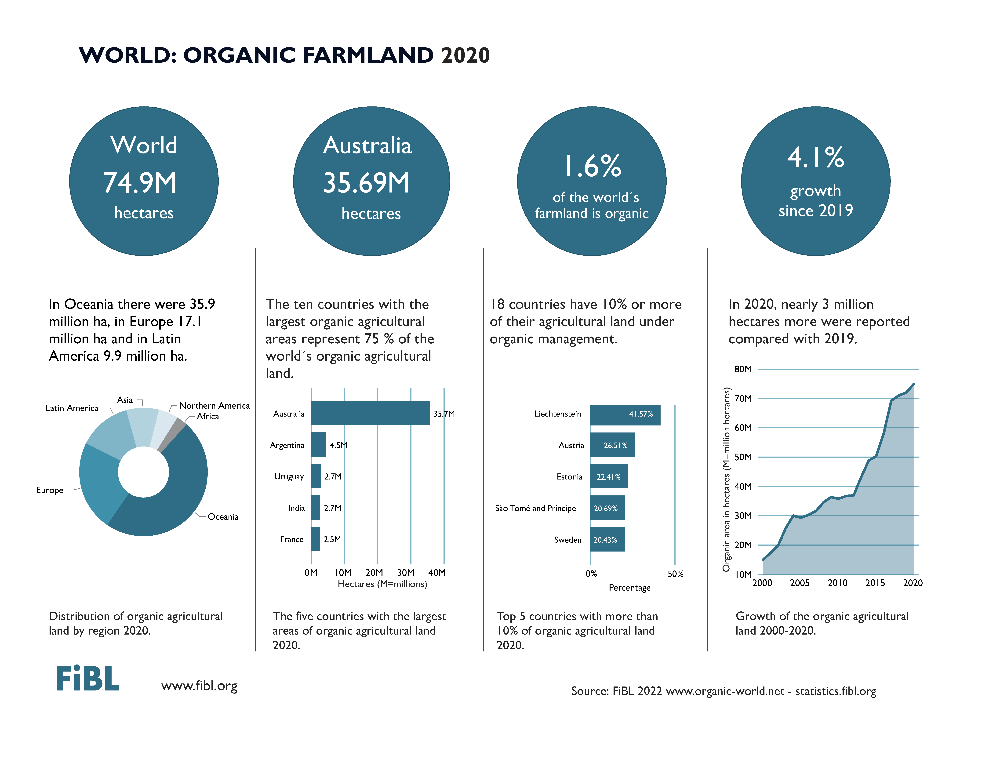 WORLD: ORGANIC FARMLAND 2020
World
74.9M
hectares
Australia
35.69M
hectares
1.6%
of the world´s
farmland is organic
4.1%
growth
since 2019
In Oceania there were 35.9
million ha, in Europe 17.1
million ha and in Latin
America 9.9 million ha.
Asia
Latin America
Northern America
Africa
Europe
Oceania
Distribution of organic agricultural
land by region 2020.
The ten countries with the
largest organic agricultural
areas represent 75 % of the
world´s organic agricultural
land.
Australia 35.7M
Argentina 4.5M
Uruguay 2.7M
India 2.7M
France 2.5M
0M 10M 20M 30M 40M
Hectares (M=millions)
The five countries with the largest
areas of organic agricultural land
2020.
18 countries have 10% or more
of their agricultural land under
organic management.
Liechtenstein 41.57%
Austria 26.51%
Estonia 22.41%
São Tomé and Príncipe 20.69%
Sweden 20.43%
0% 50%
Percentage
Top 5 countries with more than
10% of organic agricultural land
2020.
In 2020, nearly 3 million
hectares more were reported
compared with 2019.
Organic area in hectares (M=million hectares)
80M
70M
60M
50M
40M
30M
20M
10M
2000 2005 2010 2015 2020
Growth of the organic agricultural
land 2000-2020.
FiBL
www.fibl.org
Source: FiBL 2022 www.organic-world.net - statistics.fibl.org